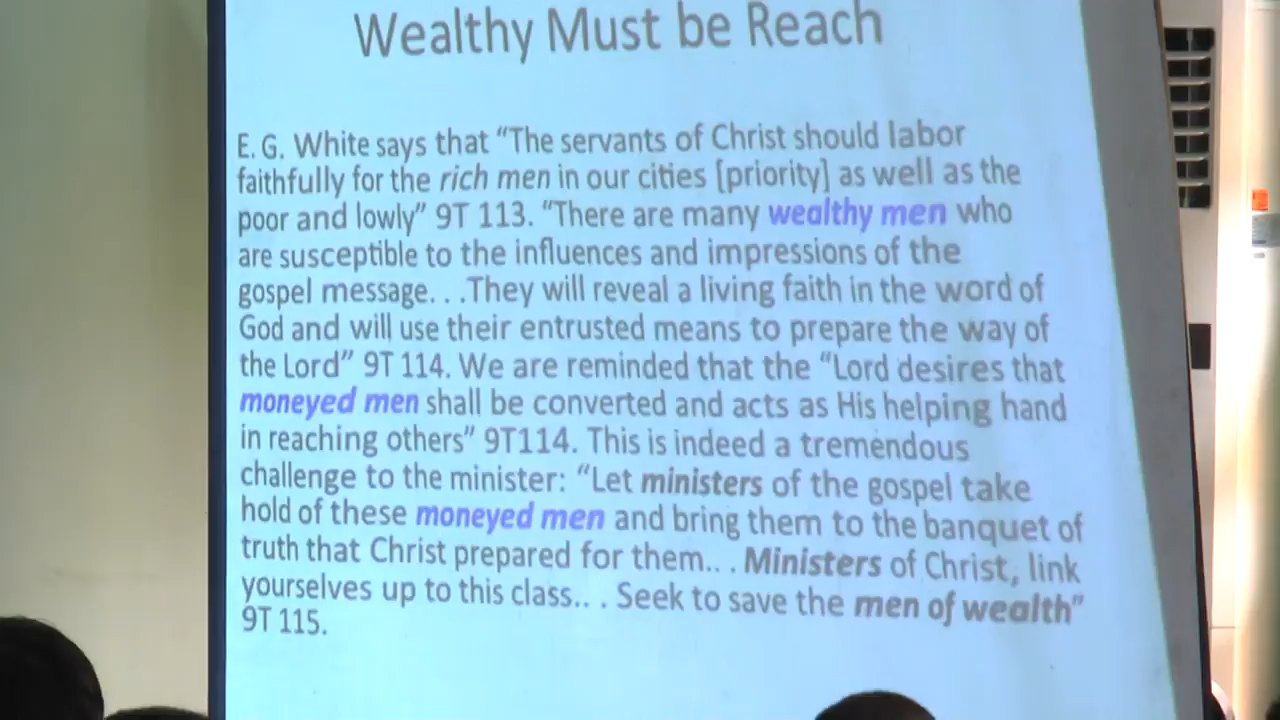 Wealthy Must be Reach
E. G. White says that “The servants of Christ should labor
faithfully for the rich men in our cities [priority] as well as the
poor and lowly” 9T 113. “There are many wealthy men who
are susceptible to the influences and impressions of the
gospel message. . .They will reveal a living faith in the word of
God and will use their entrusted means to prepare the way of
the Lord” 9T 114. We are reminded that the “Lord desires that
moneyed men shall be converted and acts as His helping hand
in reaching others” 9T114. This is indeed a tremendous
challenge to the minister: “Let ministers of the gospel take
hold of these moneyed men and bring them to the banquet of
truth that Christ prepared for them.. . Ministers of Christ, link
yourselves up to this class.. . Seek to save the men of wealth”
9T 115.